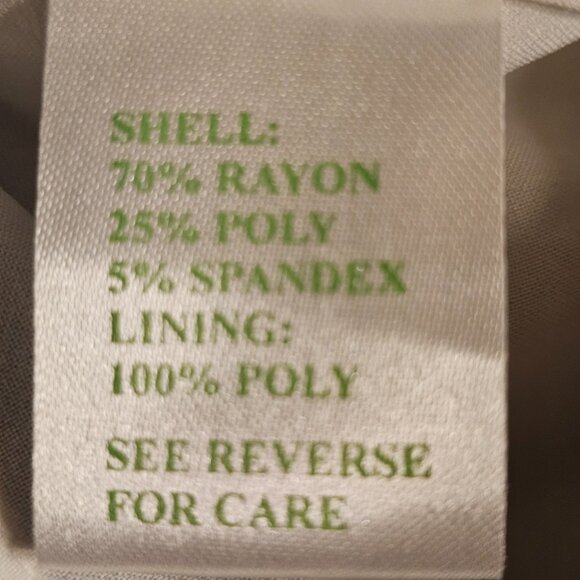 SHELL:
70% RAYON
25% POLY
5% SPANDEX
LINING:
100% POLY
SEE REVERSE
FOR CARE